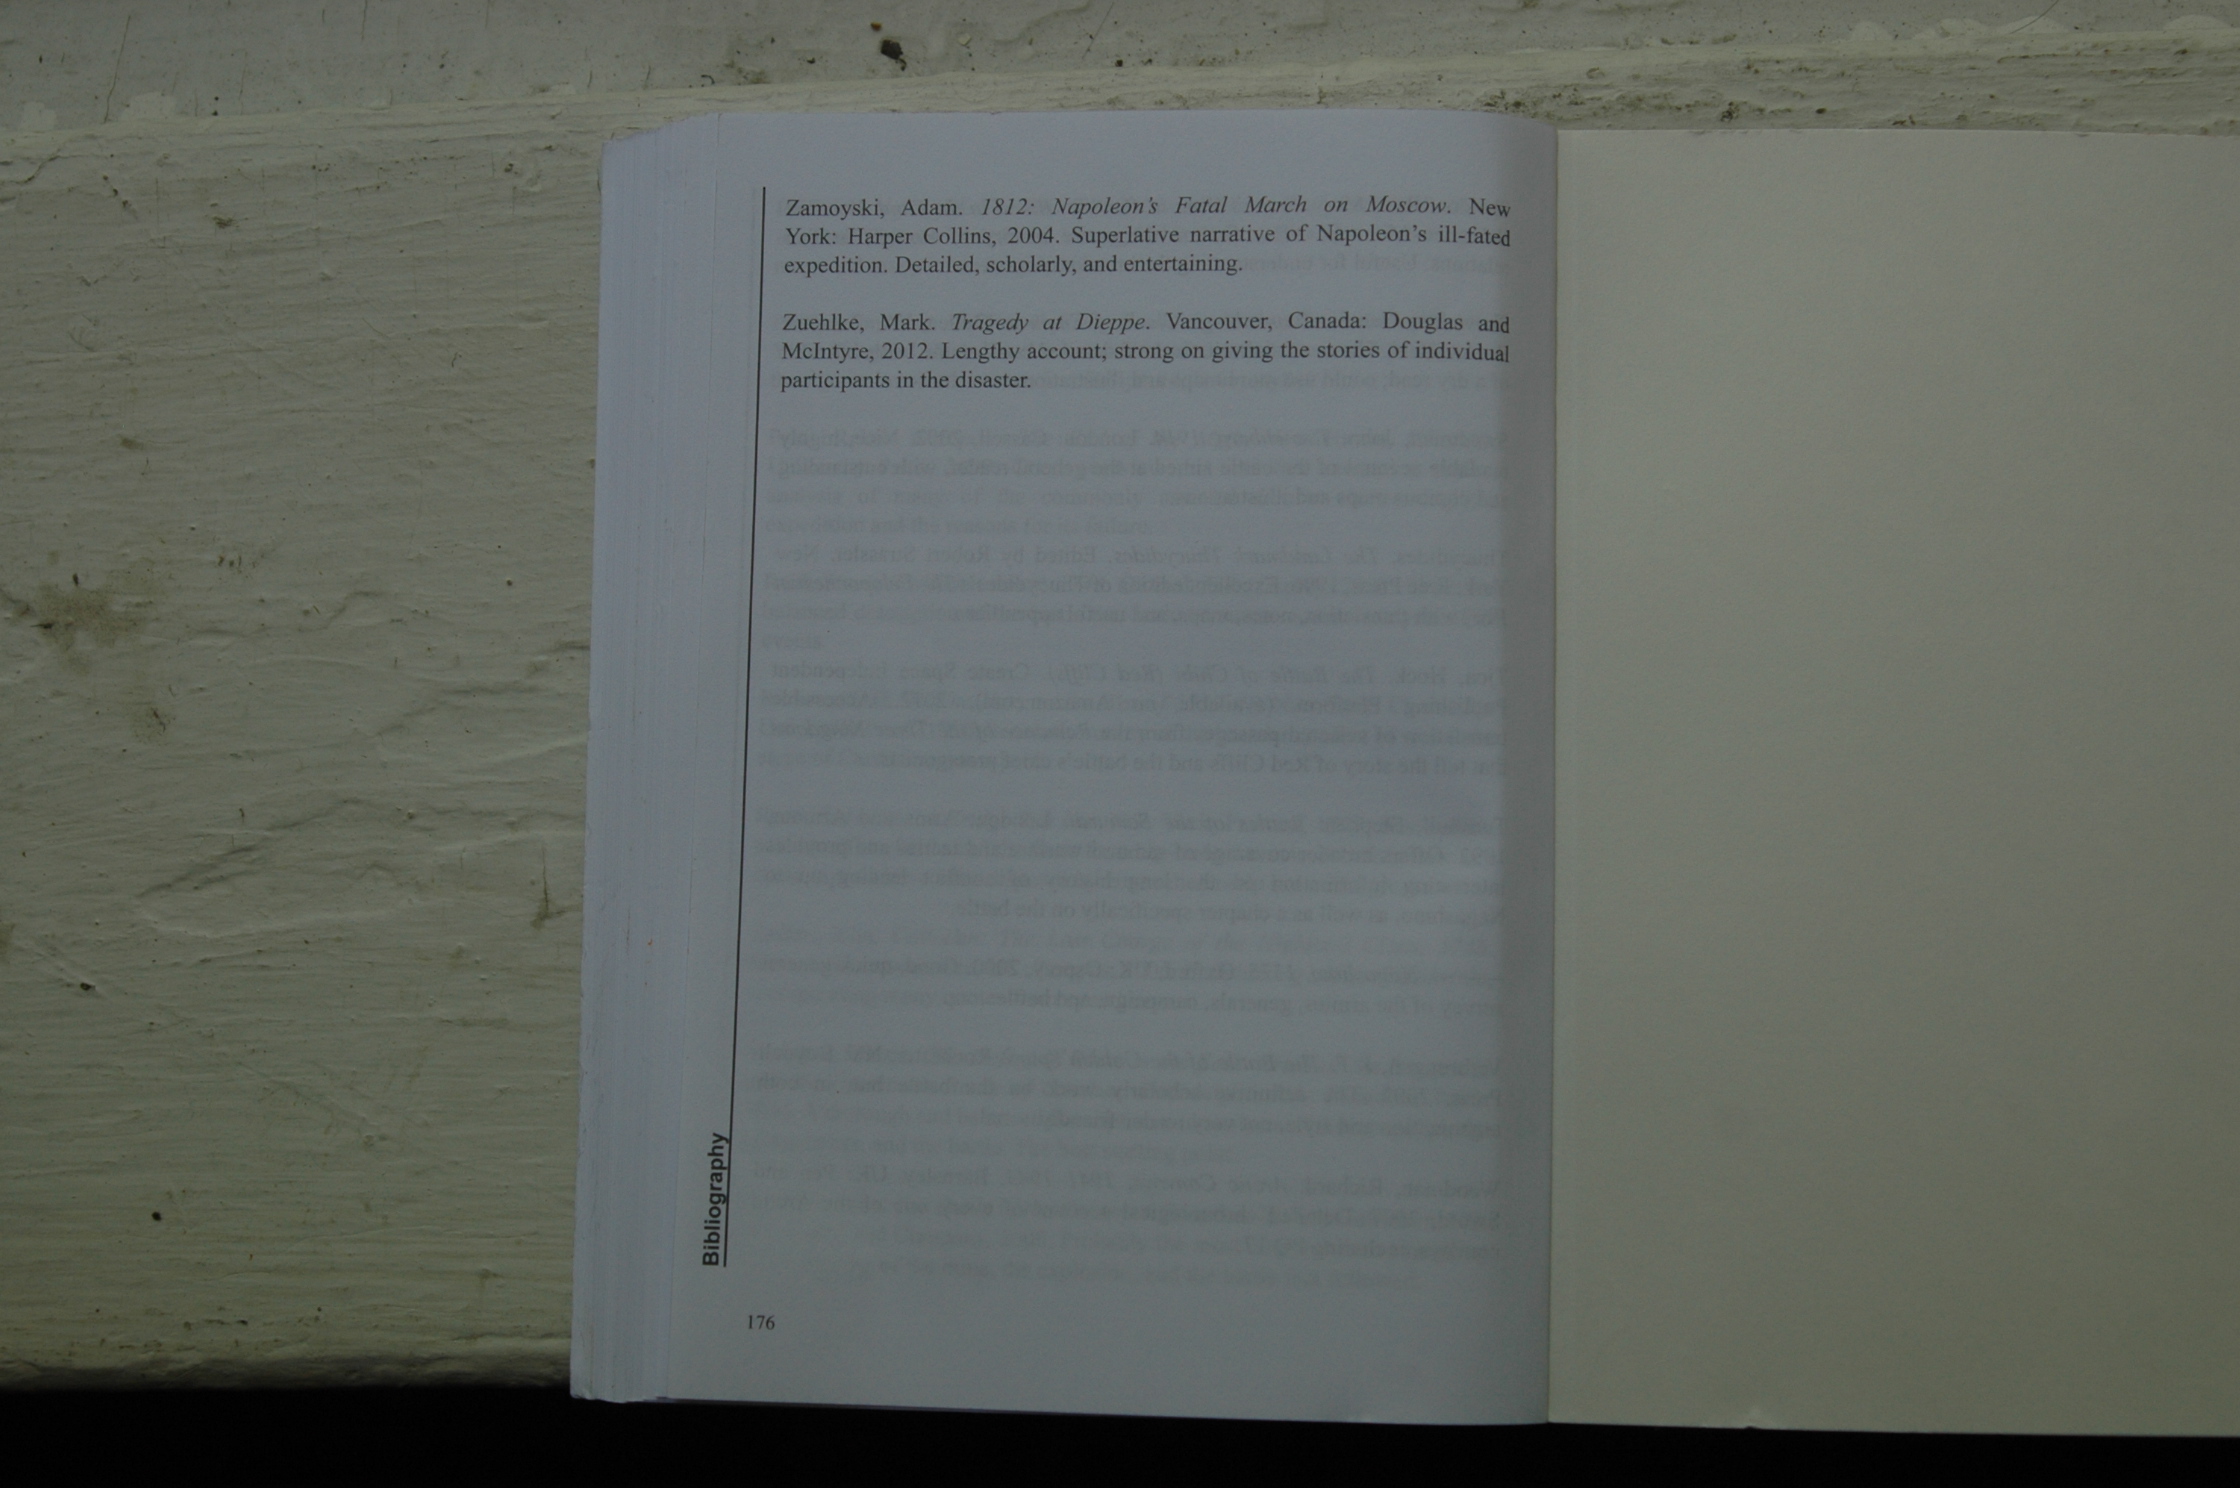 Zamoyski, Adam. 1812: Napoleon's Fatal March on Moscow. New
York: Harper Collins, 2004. Superlative narrative of Napoleon's ill-fated
expedition. Detailed, scholarly, and entertaining.
Zuehlke, Mark. Tragedy at Dieppe. Vancouver, Canada: Douglas and
McIntyre, 2012. Lengthy account; strong on giving the stories of individual
participants in the disaster.
Bibliography
176